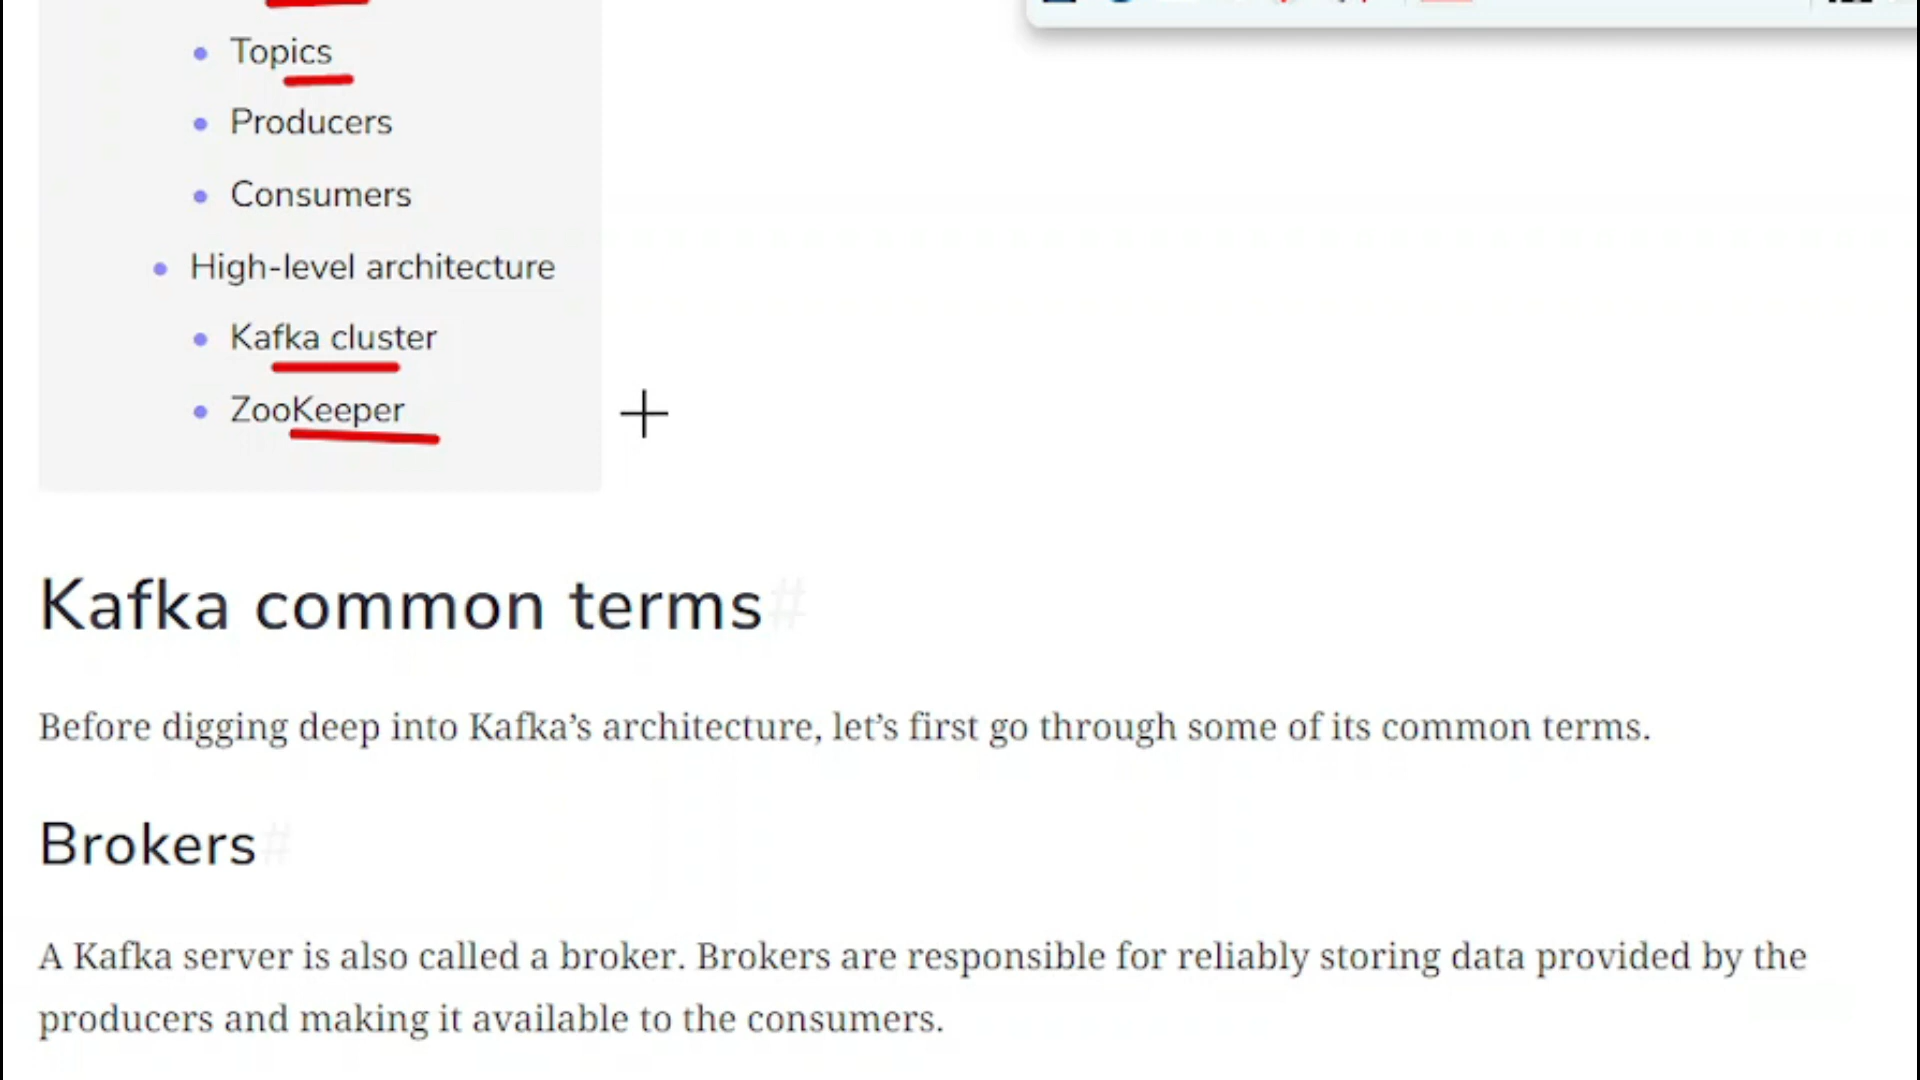 Topics
Producers
Consumers
High-level architecture
Kafka cluster
ZooKeeper
Kafka common terms#
Before digging deep into Kafka’s architecture, let’s first go through some of its common terms.
Brokers#
A Kafka server is also called a broker. Brokers are responsible for reliably storing data provided by the
producers and making it available to the consumers.